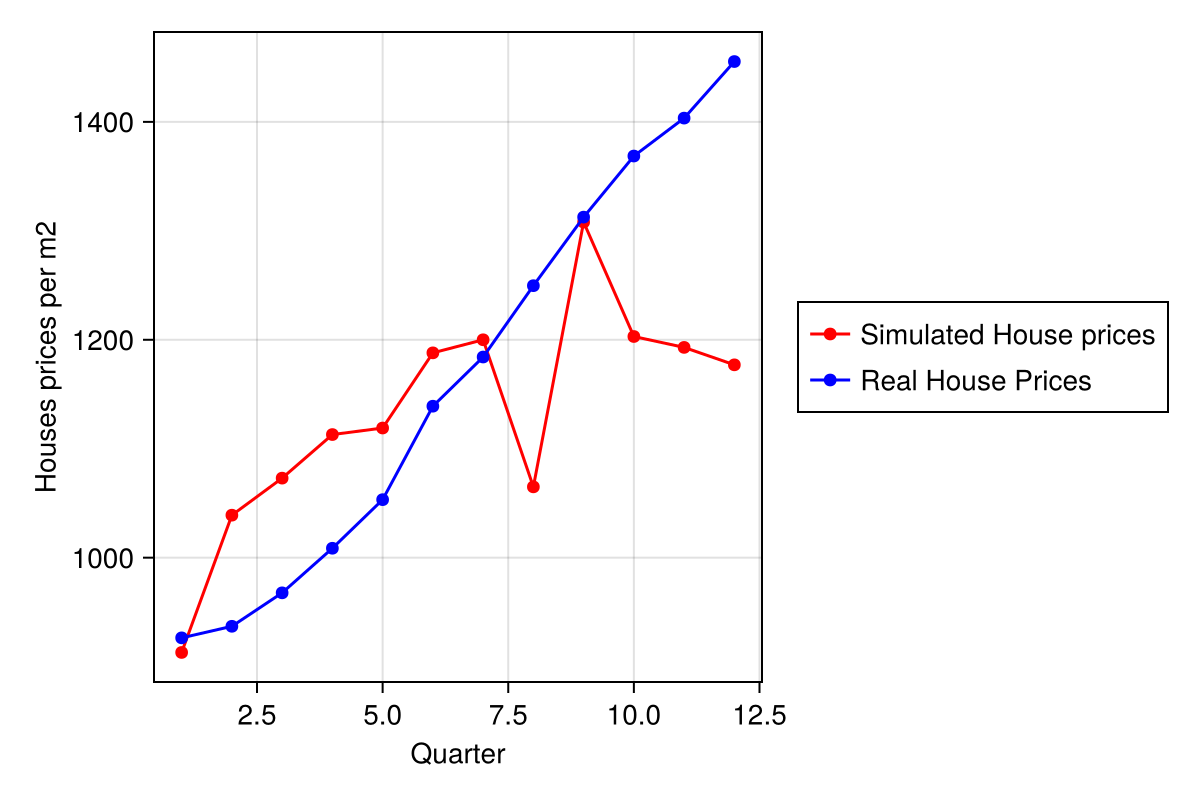 1400
1200
1000
Houses prices per m2
2.5 5.0 7.5 10.0 12.5
Quarter
Simulated House prices
Real House Prices